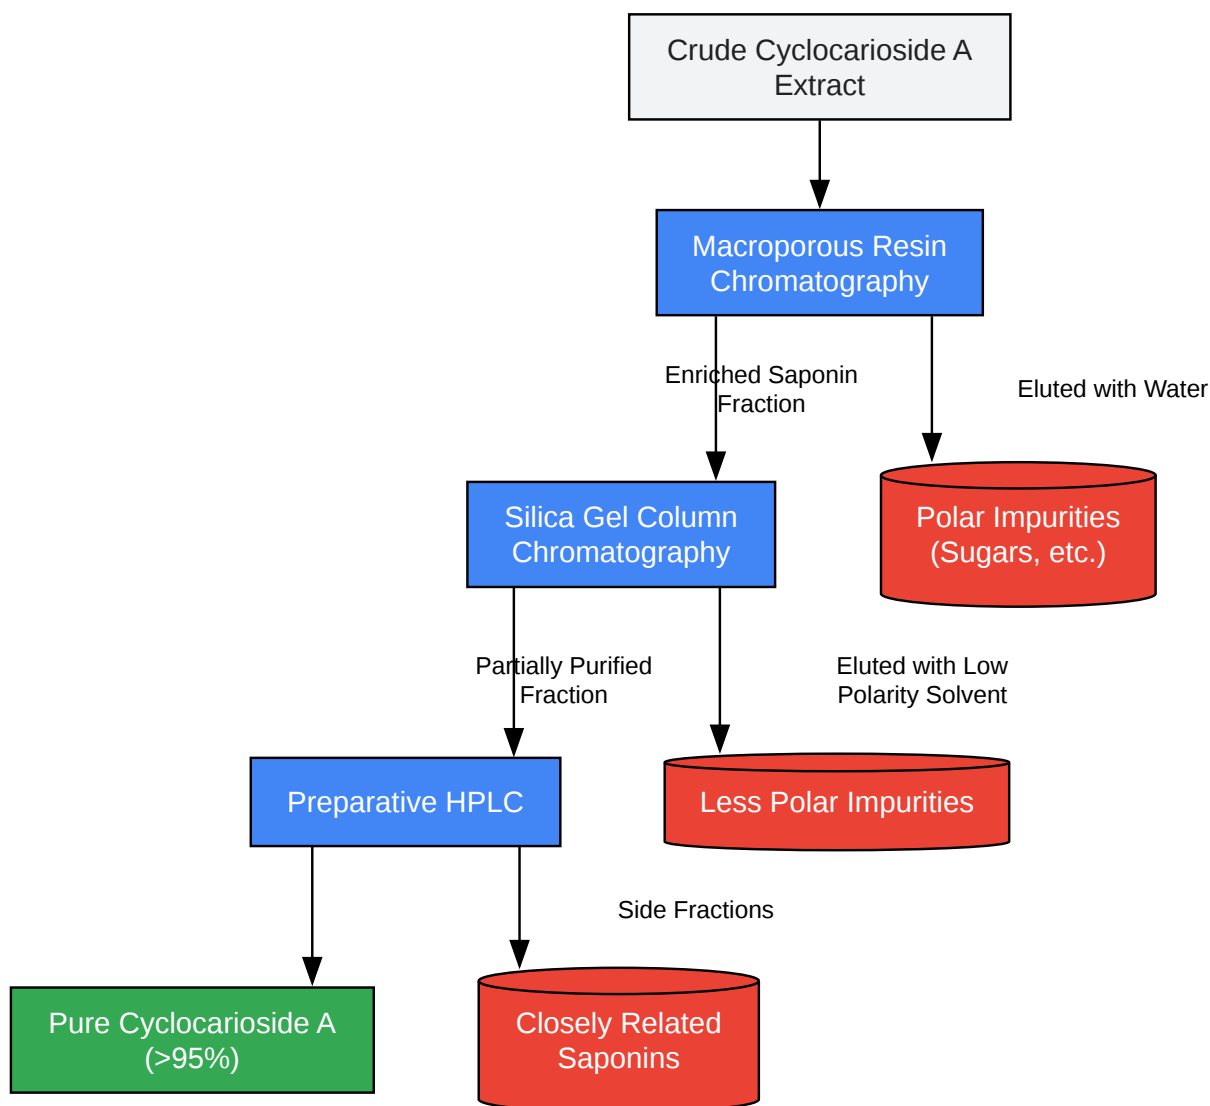 Crude Cyclocarioside A
Extract
Macroporous Resin
Chromatography
Enriched Saponin
Fraction
Eluted with Water
Silica Gel Column
Chromatography
Polar Impurities
(Sugars, etc.)
Partially Purified
Fraction
Eluted with Low
Polarity Solvent
Preparative HPLC
Less Polar Impurities
Side Fractions
Pure Cyclocarioside A
(>95%)
Closely Related
Saponins